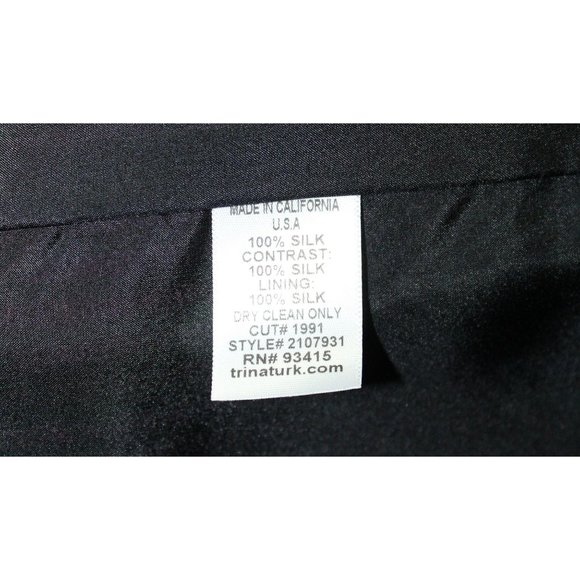 MADE IN CALIFORNIA
U.S.A
100% SILK
CONTRAST:
100% SILK
LINING:
100% SILK
DRY CLEAN ONLY
CUT# 1991
STYLE# 2107931
RN# 93415
trinaturk.com